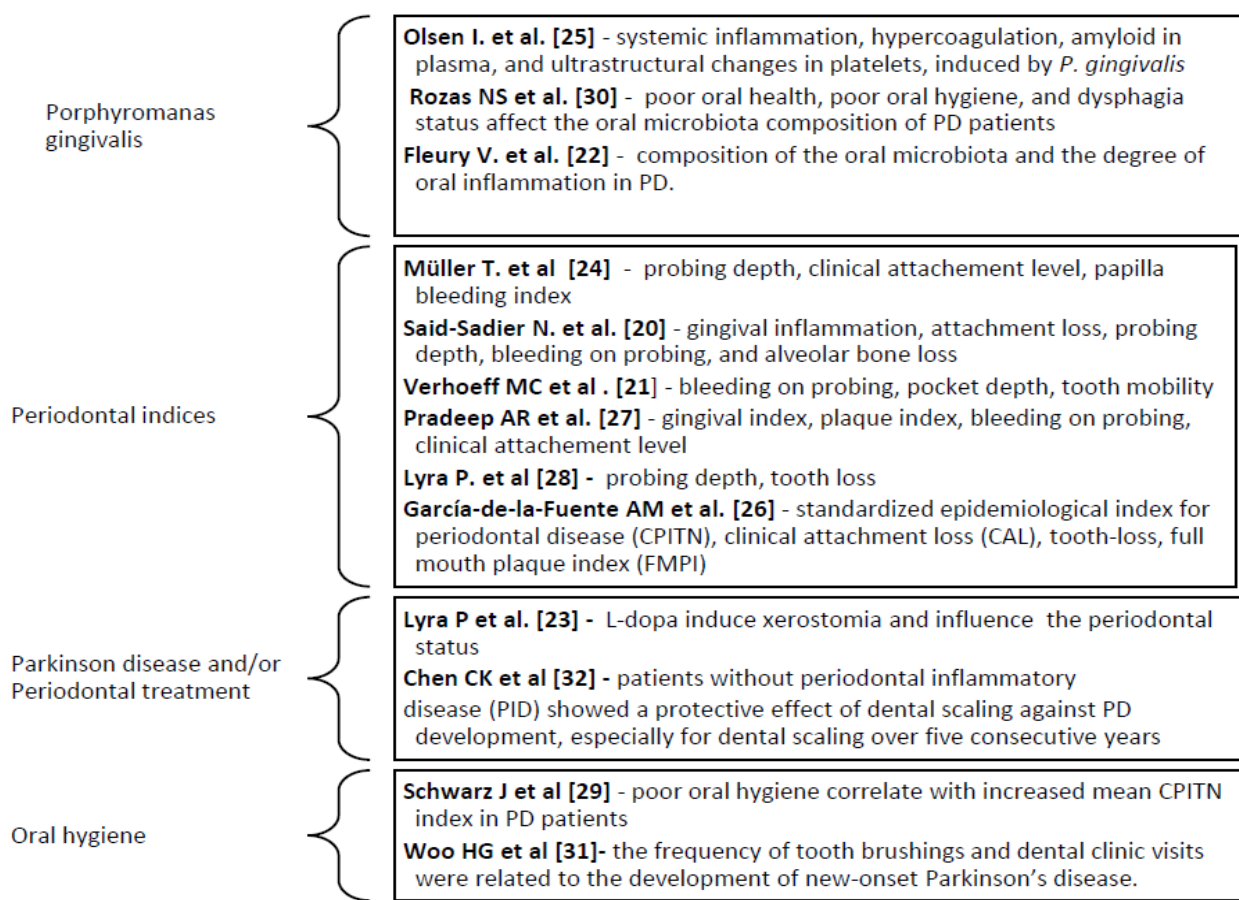 Porphyromanas
gingivalis
Olsen I. et al. [25] - systemic inflammation, hypercoagulation, amyloid in
plasma, and ultrastructural changes in platelets, induced by P. gingivalis
Rozas NS et al. [30] - poor oral health, poor oral hygiene, and dysphagia
status affect the oral microbiota composition of PD patients
Fleury V. et al. [22] - composition of the oral microbiota and the degree of
oral inflammation in PD.
Periodontal indices
Müller T. et al [24] - probing depth, clinical attachement level, papilla
bleeding index
Said-Sadier N. et al. [20] - gingival inflammation, attachment loss, probing
depth, bleeding on probing, and alveolar bone loss
Verhoeff MC et al . [21] - bleeding on probing, pocket depth, tooth mobility
Pradeep AR et al. [27] - gingival index, plaque index, bleeding on probing,
clinical attachement level
Lyra P. et al [28] - probing depth, tooth loss
García-de-la-Fuente AM et al. [26] - standardized epidemiological index for
periodontal disease (CPITN), clinical attachment loss (CAL), tooth-loss, full
mouth plaque index (FMPI)
Parkinson disease and/or
Periodontal treatment
Lyra P et al. [23] - L-dopa induce xerostomia and influence the periodontal
status
Chen CK et al [32] - patients without periodontal inflammatory
disease (PID) showed a protective effect of dental scaling against PD
development, especially for dental scaling over five consecutive years
Oral hygiene
Schwarz J et al [29] - poor oral hygiene correlate with increased mean CPITN
index in PD patients
Woo HG et al [31]- the frequency of tooth brushings and dental clinic visits
were related to the development of new-onset Parkinson's disease.